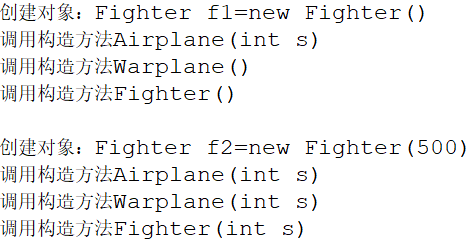 创建对象：Fighter f1=new Fighter()
调用构造方法Airplane(int s)
调用构造方法Warplane()
调用构造方法Fighter()
创建对象：Fighter f2=new Fighter(500)
调用构造方法Airplane(int s)
调用构造方法Warplane(int s)
调用构造方法Fighter(int s)